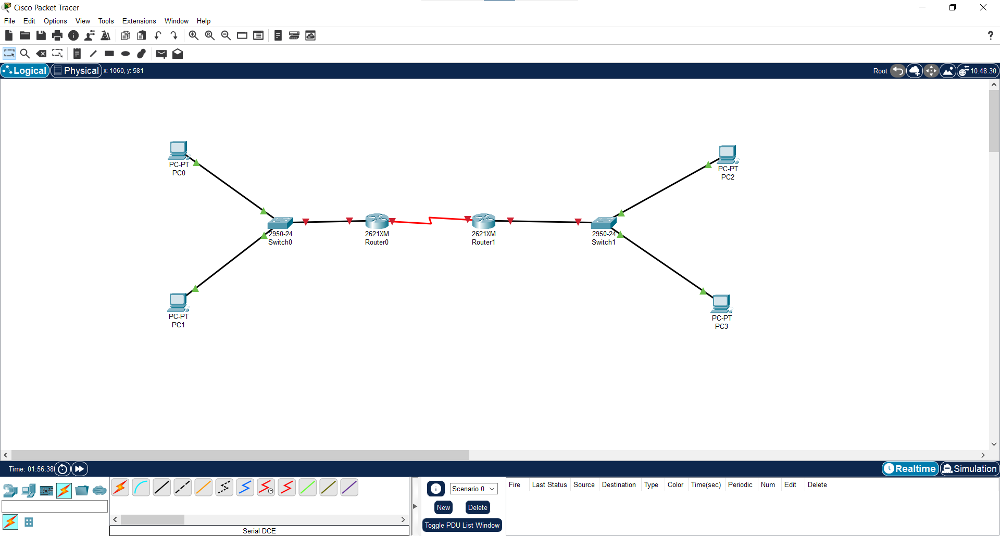 Cisco Packet Tracer
File Edit Options View Tools Extensions Window Help
?
Logical Physical x: 1060, y: 581 Root 10:48:30
PC-PT
PC0
PC-PT
PC2
2950-24
Switch0
2621XM
Router0
2621XM
Router1
2950-24
Switch1
PC-PT
PC1
PC-PT
PC3
Time: 01:56:38 Realtime Simulation
Scenario 0
New Delete
Toggle PDU List Window
Fire Last Status Source Destination Type Color Time(sec) Periodic Num Edit Delete
Serial DCE